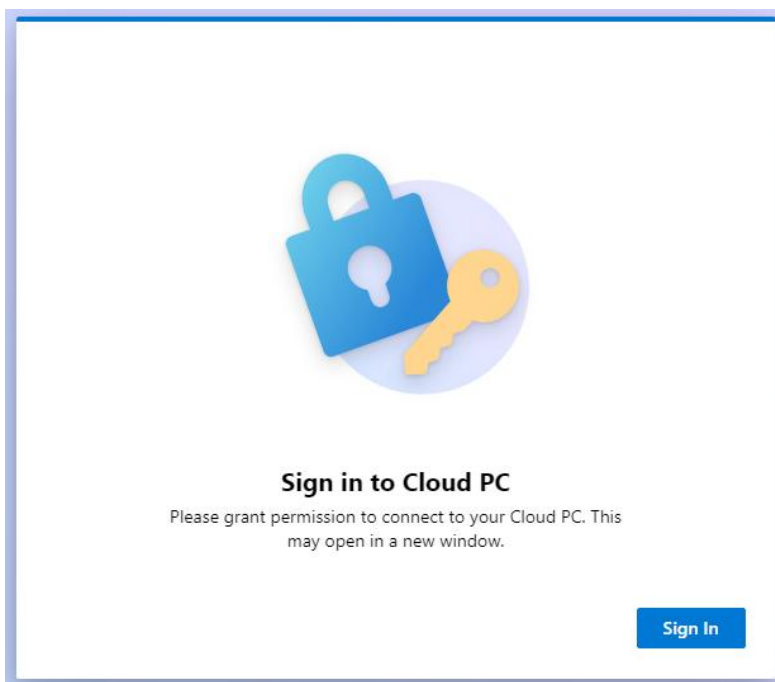 Sign in to Cloud PC
Please grant permission to connect to your Cloud PC. This
may open in a new window.
Sign In